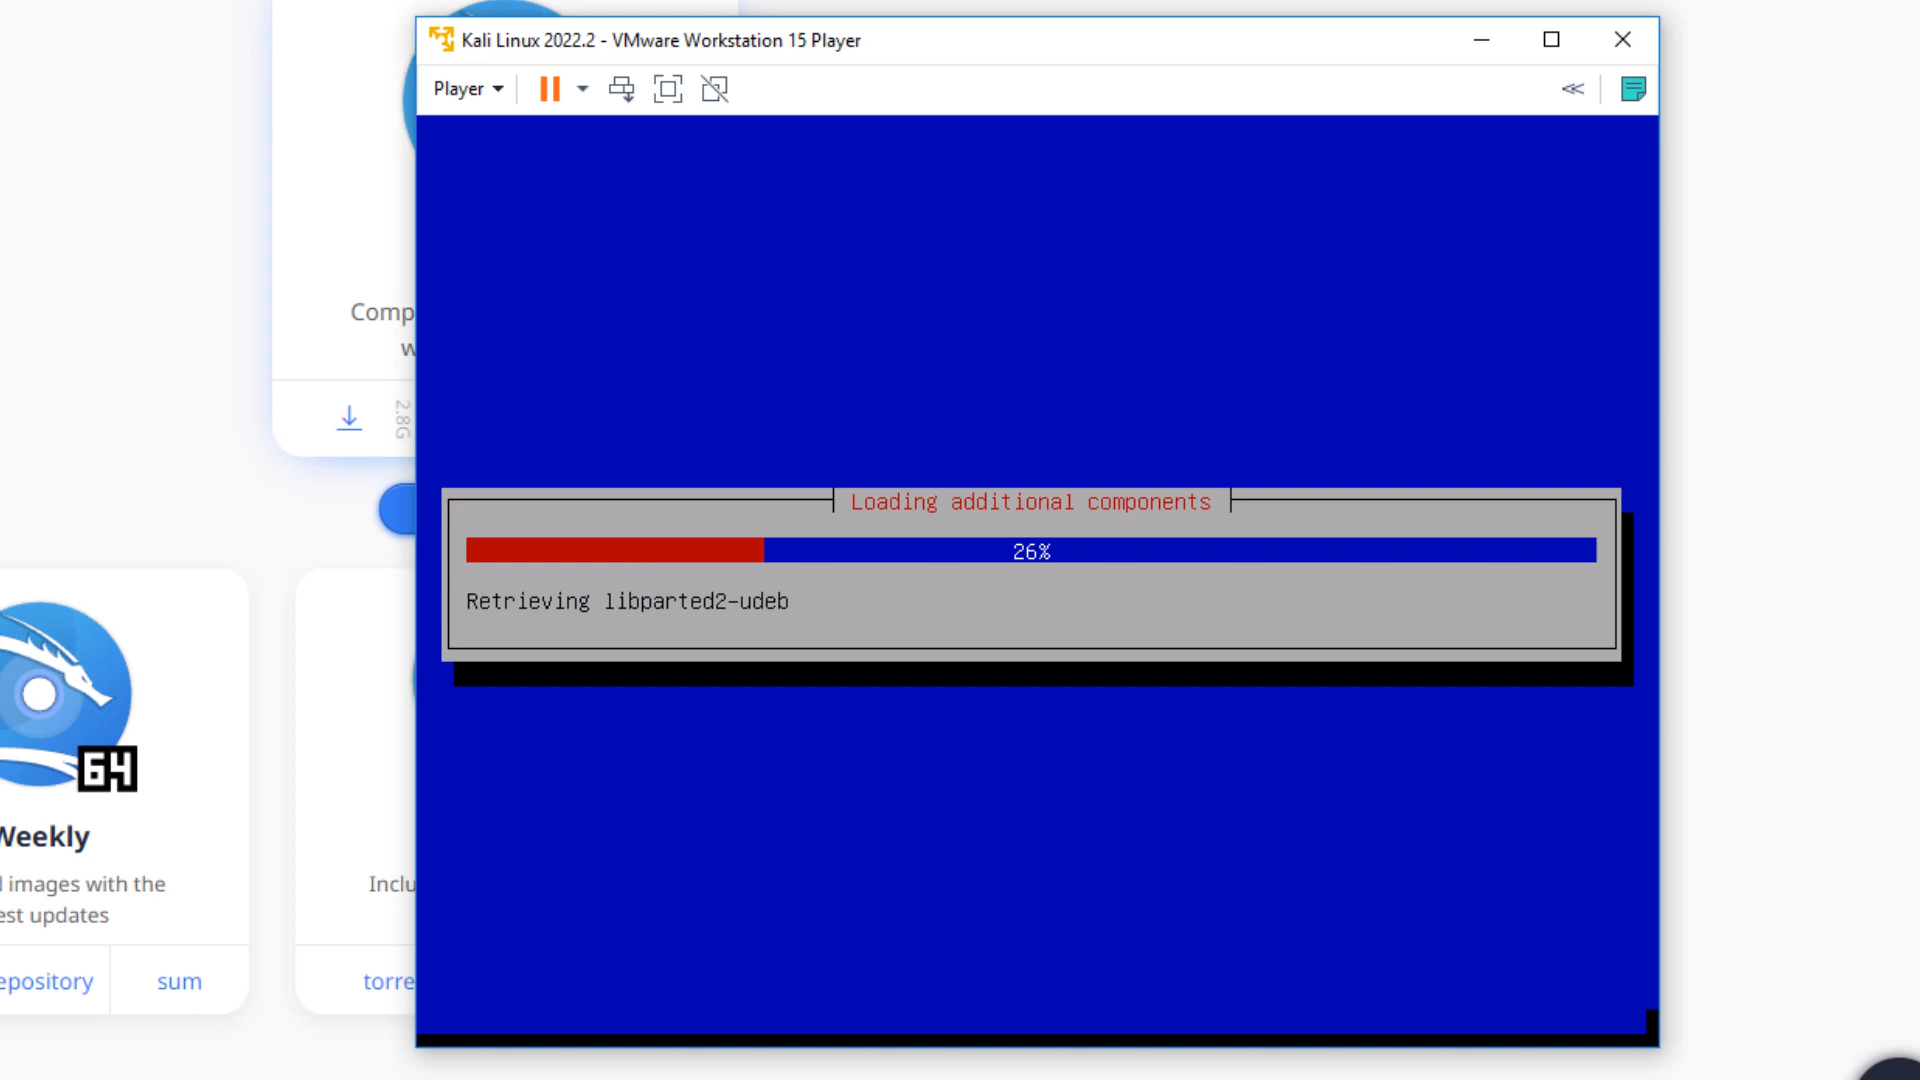 Kali Linux 2022.2 - VMware Workstation 15 Player
Player
Comp
w
2.8G
Loading additional components
26%
Retrieving libparted2-udeb
64
Weekly
images with the
est updates
epository
sum
Inclu
torre